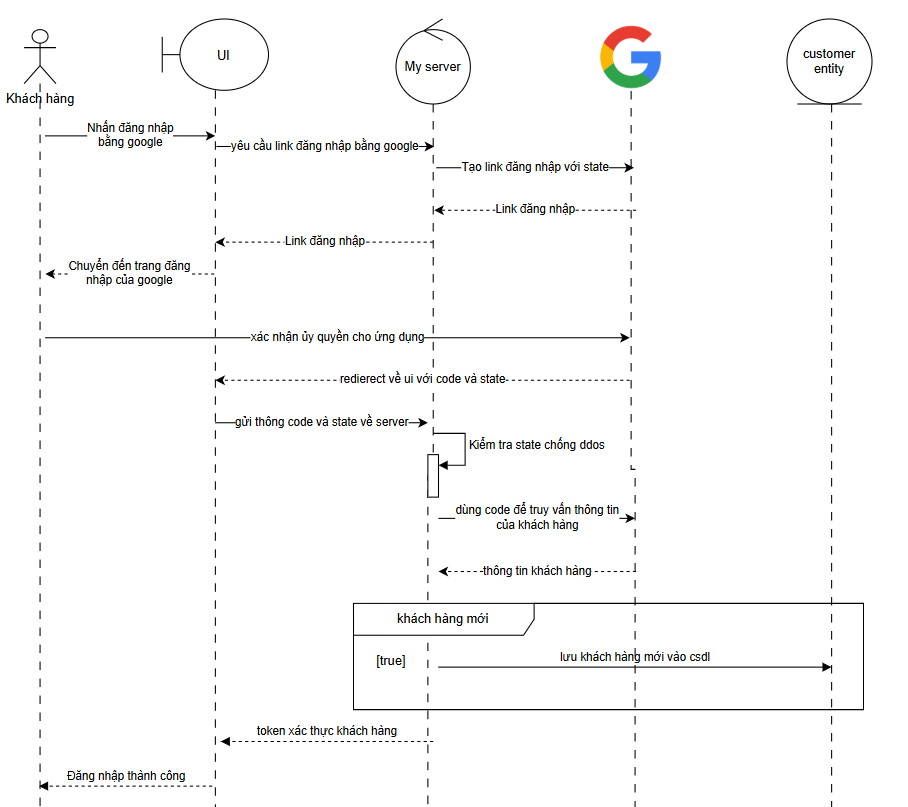 UI
My server
customer
entity
Khách hàng
Nhấn đăng nhập
bằng google
yêu cầu link đăng nhập bằng google
Tạo link đăng nhập với state
Link đăng nhập
Link đăng nhập
Chuyển đến trang đăng
nhập của google
xác nhận ủy quyền cho ứng dụng
redierect về ui với code và state
gửi thông code và state về server
Kiểm tra state chống ddos
dùng code để truy vấn thông tin
của khách hàng
thông tin khách hàng
khách hàng mới
[true]
lưu khách hàng mới vào csdl
token xác thực khách hàng
Đăng nhập thành công